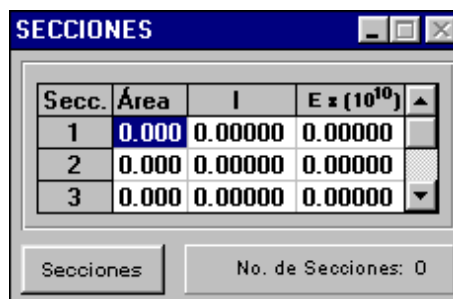 SECCIONES
Secc. Área I E x (10¹⁰)
1 0.000 0.00000 0.00000
2 0.000 0.00000 0.00000
3 0.000 0.00000 0.00000
Secciones No. de Secciones: 0